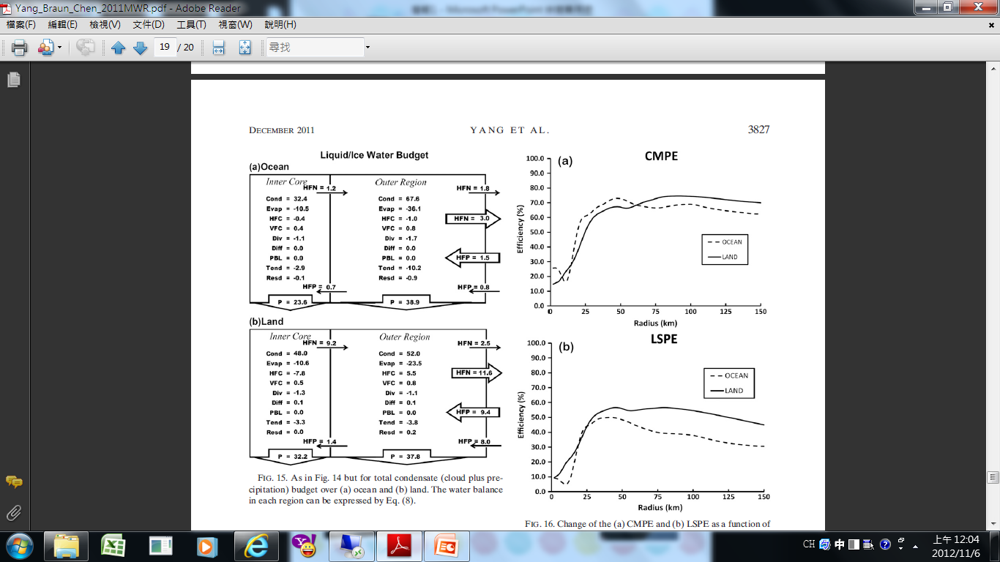 Yang_Braun_Chen_2011MWR.pdf - Adobe Reader
檔案(F) 編輯(E) 檢視(V) 文件(D) 工具(T) 視窗(W) 說明(H)
19 / 20 尋找
DECEMBER 2011 YANG ET AL. 3827
Liquid/Ice Water Budget
(a)Ocean
Inner Core
Outer Region
HFN = 1.2
HFN = 1.8
Cond = 32.4
Evap = -10.5
HFC = -0.4
VFC = 0.4
Div = -1.1
Diff = 0.0
PBL = 0.0
Tend = -2.9
Resd = -0.1
Cond = 67.6
Evap = -36.1
HFC = -1.0
VFC = 0.8
Div = -1.7
Diff = 0.0
PBL = 0.0
Tend = -10.2
Resd = -0.9
HFN = 3.0
HFP = 1.5
HFP = 0.7
HFP = 0.8
P = 23.6
P = 38.9
(b)Land
Inner Core
Outer Region
HFN = 9.2
HFN = 2.5
Cond = 48.0
Evap = -10.6
HFC = -7.8
VFC = 0.5
Div = -1.3
Diff = 0.1
PBL = 0.0
Tend = -3.3
Resd = 0.0
Cond = 52.0
Evap = -23.5
HFC = 5.5
VFC = 0.8
Div = -1.1
Diff = 0.1
PBL = 0.0
Tend = -3.8
Resd = 0.2
HFN = 11.6
HFP = 9.4
HFP = 1.4
HFP = 8.0
P = 32.2
P = 37.8
FIG. 15. As in Fig. 14 but for total condensate (cloud plus pre-
cipitation) budget over (a) ocean and (b) land. The water balance
in each region can be expressed by Eq. (8).
CMPE
(a)
Efficiency (%)
100.0
90.0
80.0
70.0
60.0
50.0
40.0
30.0
20.0
10.0
0.0
OCEAN
LAND
0 25 50 75 100 125 150
Radius (km)
LSPE
(b)
Efficiency (%)
100.0
90.0
80.0
70.0
60.0
50.0
40.0
30.0
20.0
10.0
0.0
OCEAN
LAND
0 25 50 75 100 125 150
Radius (km)
FIG. 16. Change of the (a) CMPE and (b) LSPE as a function of
CH 中
上午 12:04
2012/11/6